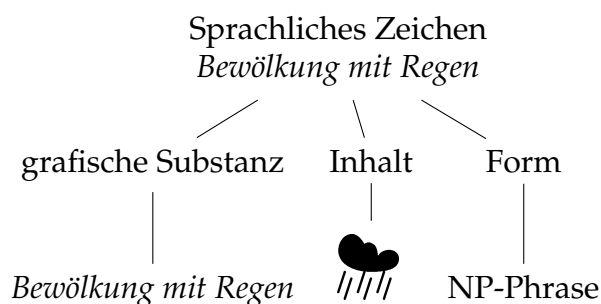 Sprachliches Zeichen
Bewölkung mit Regen
grafische Substanz Inhalt Form
Bewölkung mit Regen NP-Phrase